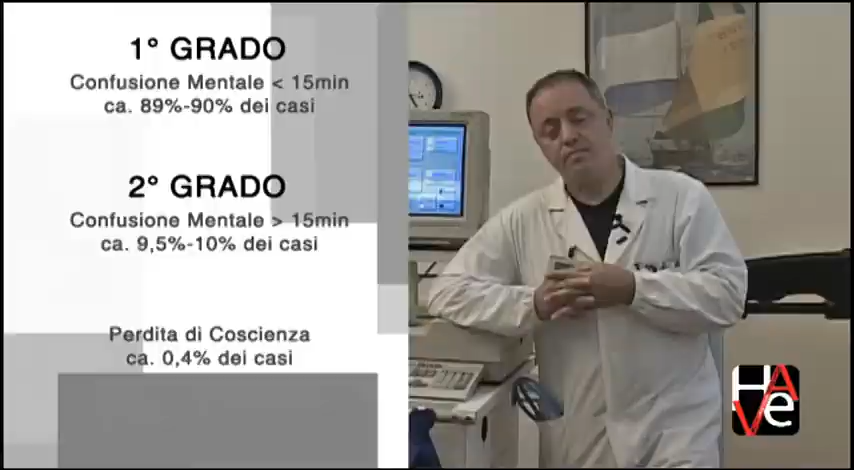 1° GRADO
Confusione Mentale < 15min
ca. 89%-90% dei casi
2° GRADO
Confusione Mentale > 15min
ca. 9,5%-10% dei casi
Perdita di Coscienza
ca. 0,4% dei casi
HAVe